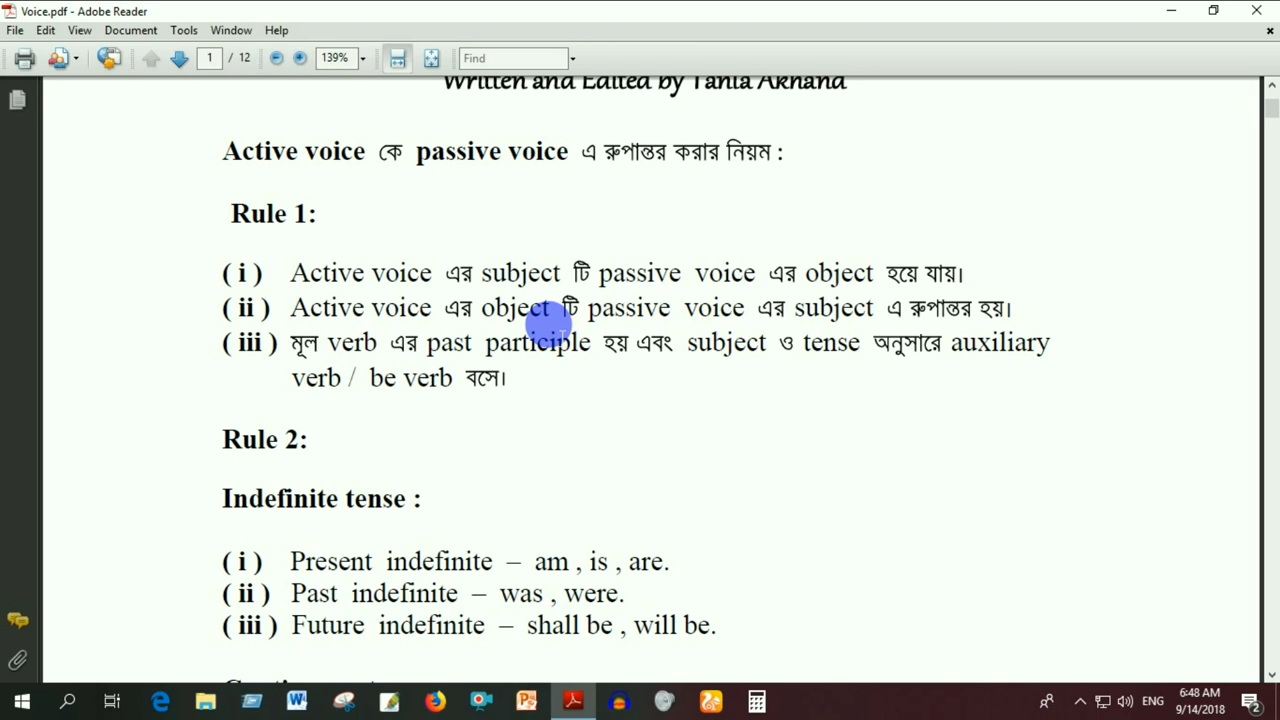 Voice.pdf - Adobe Reader
File Edit View Document Tools Window Help
1 / 12 139% Find
Written and Edited by Tania Akhand
Active voice কে passive voice এ রুপান্তর করার নিয়ম :
Rule 1:
( i ) Active voice এর subject টি passive voice এর object হয়ে যায়।
( ii ) Active voice এর object টি passive voice এর subject এ রুপান্তর হয়।
( iii ) মূল verb এর past participle হয় এবং subject ও tense অনুসারে auxiliary
verb / be verb বসে।
Rule 2:
Indefinite tense :
( i ) Present indefinite – am , is , are.
( ii ) Past indefinite – was , were.
( iii ) Future indefinite – shall be , will be.
ENG
6:48 AM
9/14/2018
2